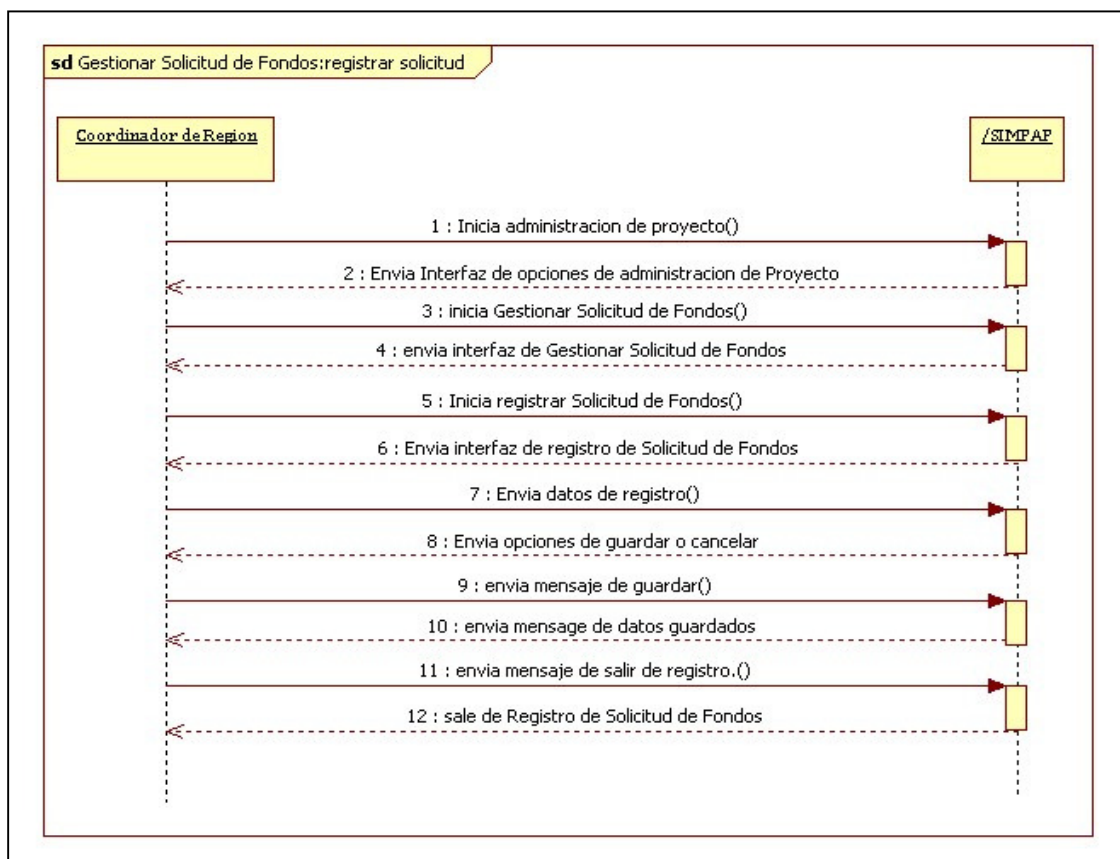 sd Gestionar Solicitud de Fondos:registrar solicitud
Coordinador de Region
/SIMPAP
1 : Inicia administracion de proyecto()
2 : Envia Interfaz de opciones de administracion de Proyecto
3 : inicia Gestionar Solicitud de Fondos()
4 : envia interfaz de Gestionar Solicitud de Fondos
5 : Inicia registrar Solicitud de Fondos()
6 : Envia interfaz de registro de Solicitud de Fondos
7 : Envia datos de registro()
8 : Envia opciones de guardar o cancelar
9 : envia mensaje de guardar()
10 : envia mensage de datos guardados
11 : envia mensaje de salir de registro.()
12 : sale de Registro de Solicitud de Fondos